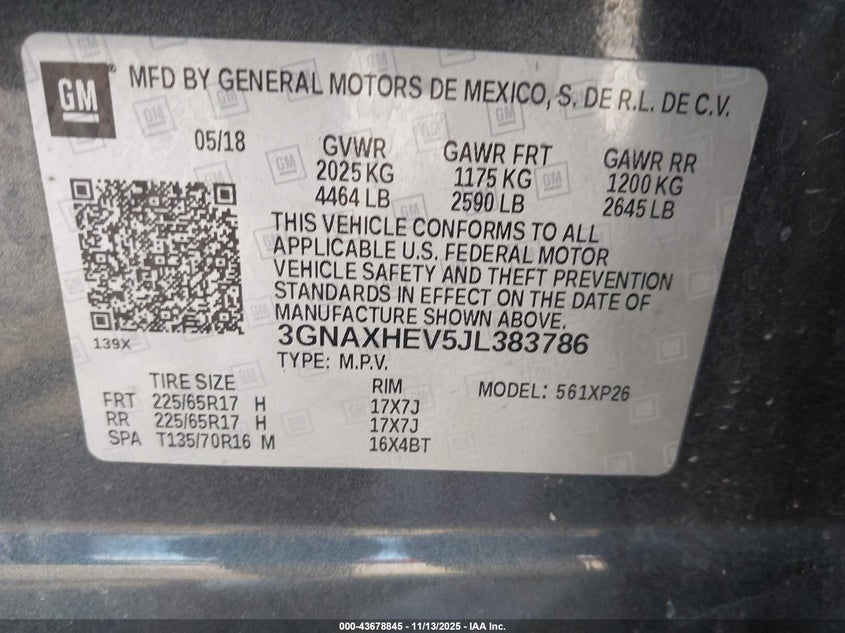 GM
MFD BY GENERAL MOTORS DE MEXICO, S. DE R.L. DE C.V.
05/18
GVWR GAWR FRT GAWR RR
2025 KG 1175 KG 1200 KG
4464 LB 2590 LB 2645 LB
THIS VEHICLE CONFORMS TO ALL
APPLICABLE U.S. FEDERAL MOTOR
VEHICLE SAFETY AND THEFT PREVENTION
STANDARDS IN EFFECT ON THE DATE OF
MANUFACTURE SHOWN ABOVE.
139X
3GNAXHEV5JL383786
TYPE: M.P.V.
TIRE SIZE RIM MODEL: 561XP26
FRT 225/65R17 H 17X7J
RR 225/65R17 H 17X7J
SPA T135/70R16 M 16X4BT
000-43678845 - 11/13/2025 - IAA Inc.